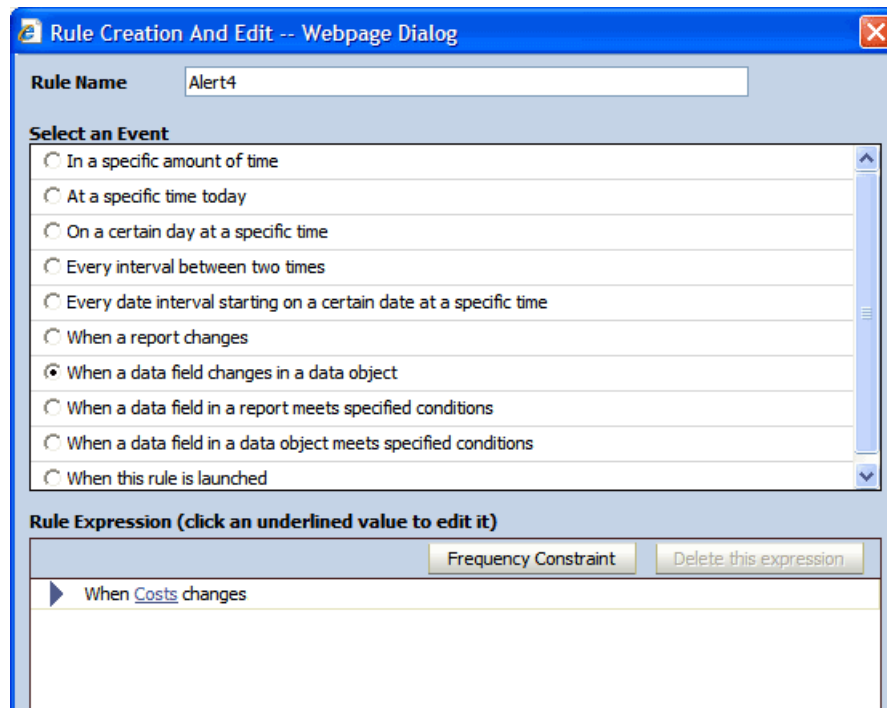 Rule Creation And Edit -- Webpage Dialog
Rule Name Alert4
Select an Event
In a specific amount of time
At a specific time today
On a certain day at a specific time
Every interval between two times
Every date interval starting on a certain date at a specific time
When a report changes
When a data field changes in a data object
When a data field in a report meets specified conditions
When a data field in a data object meets specified conditions
When this rule is launched
Rule Expression (click an underlined value to edit it)
Frequency Constraint Delete this expression
When Costs changes